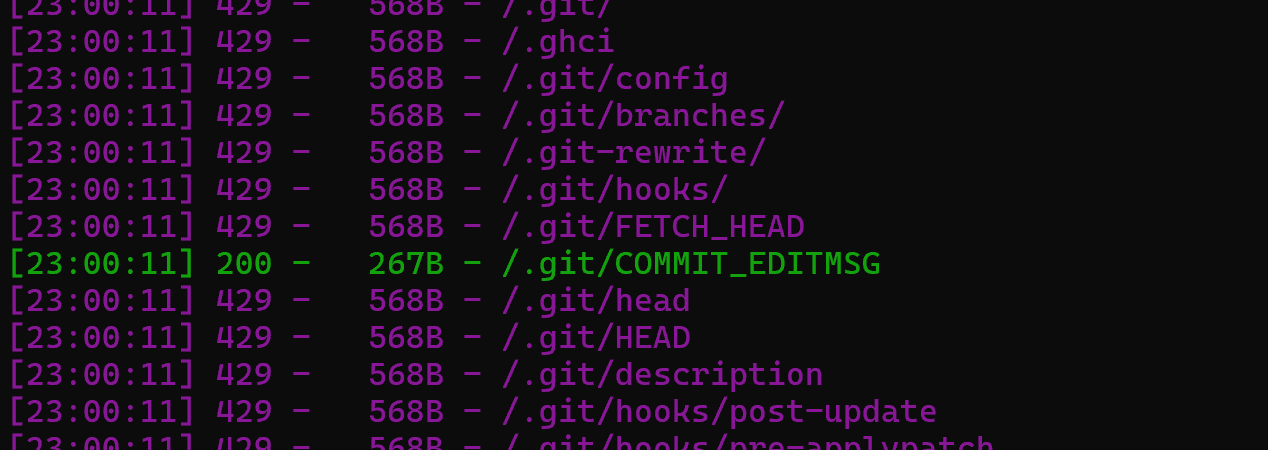 [23:00:11] 429 -   568B - /.git/
[23:00:11] 429 -   568B - /.ghci
[23:00:11] 429 -   568B - /.git/config
[23:00:11] 429 -   568B - /.git/branches/
[23:00:11] 429 -   568B - /.git-rewrite/
[23:00:11] 429 -   568B - /.git/hooks/
[23:00:11] 429 -   568B - /.git/FETCH_HEAD
[23:00:11] 200 -   267B - /.git/COMMIT_EDITMSG
[23:00:11] 429 -   568B - /.git/head
[23:00:11] 429 -   568B - /.git/HEAD
[23:00:11] 429 -   568B - /.git/description
[23:00:11] 429 -   568B - /.git/hooks/post-update
[23:00:11] 429 -   568B - /.git/hooks/pre-applypatch